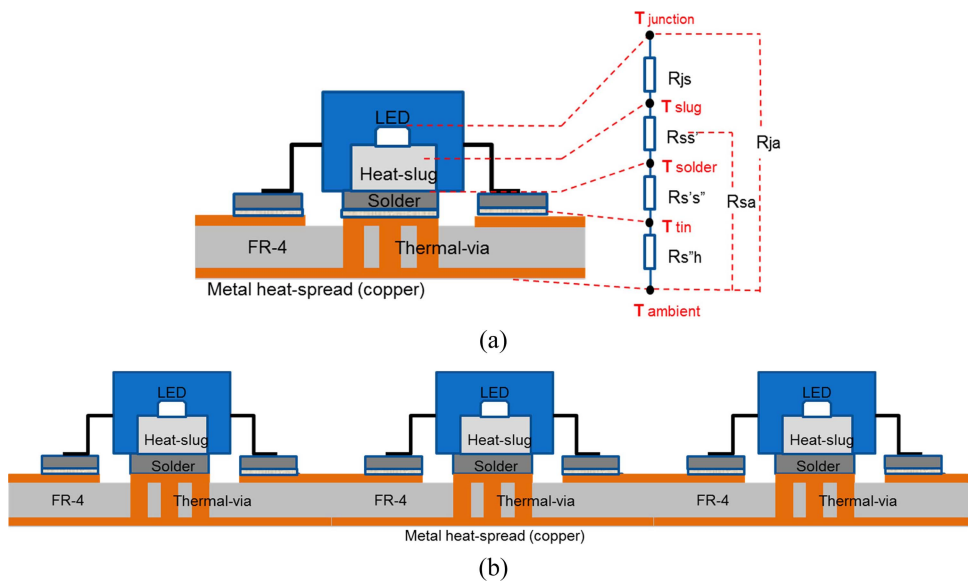 T junction
Rjs
T slug
LED
Rss'
Rja
Heat-slug
T solder
Solder
Rs's"
Rsa
T tin
FR-4
Thermal-via
Rs"h
Metal heat-spread (copper)
T ambient
(a)
LED
LED
LED
Heat-slug
Heat-slug
Heat-slug
Solder
Solder
Solder
FR-4
Thermal-via
FR-4
Thermal-via
FR-4
Thermal-via
Metal heat-spread (copper)
(b)